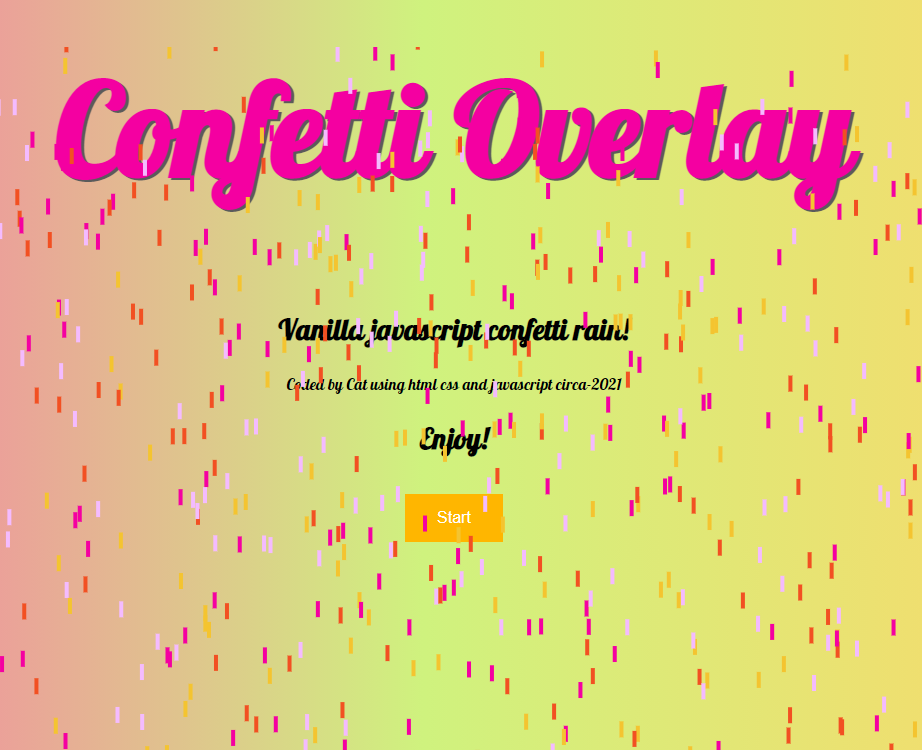 Confetti Overlay
Vanilla javascript confetti rain!
Coded by Cat using html css and javascript circa-2021
Enjoy!
Start